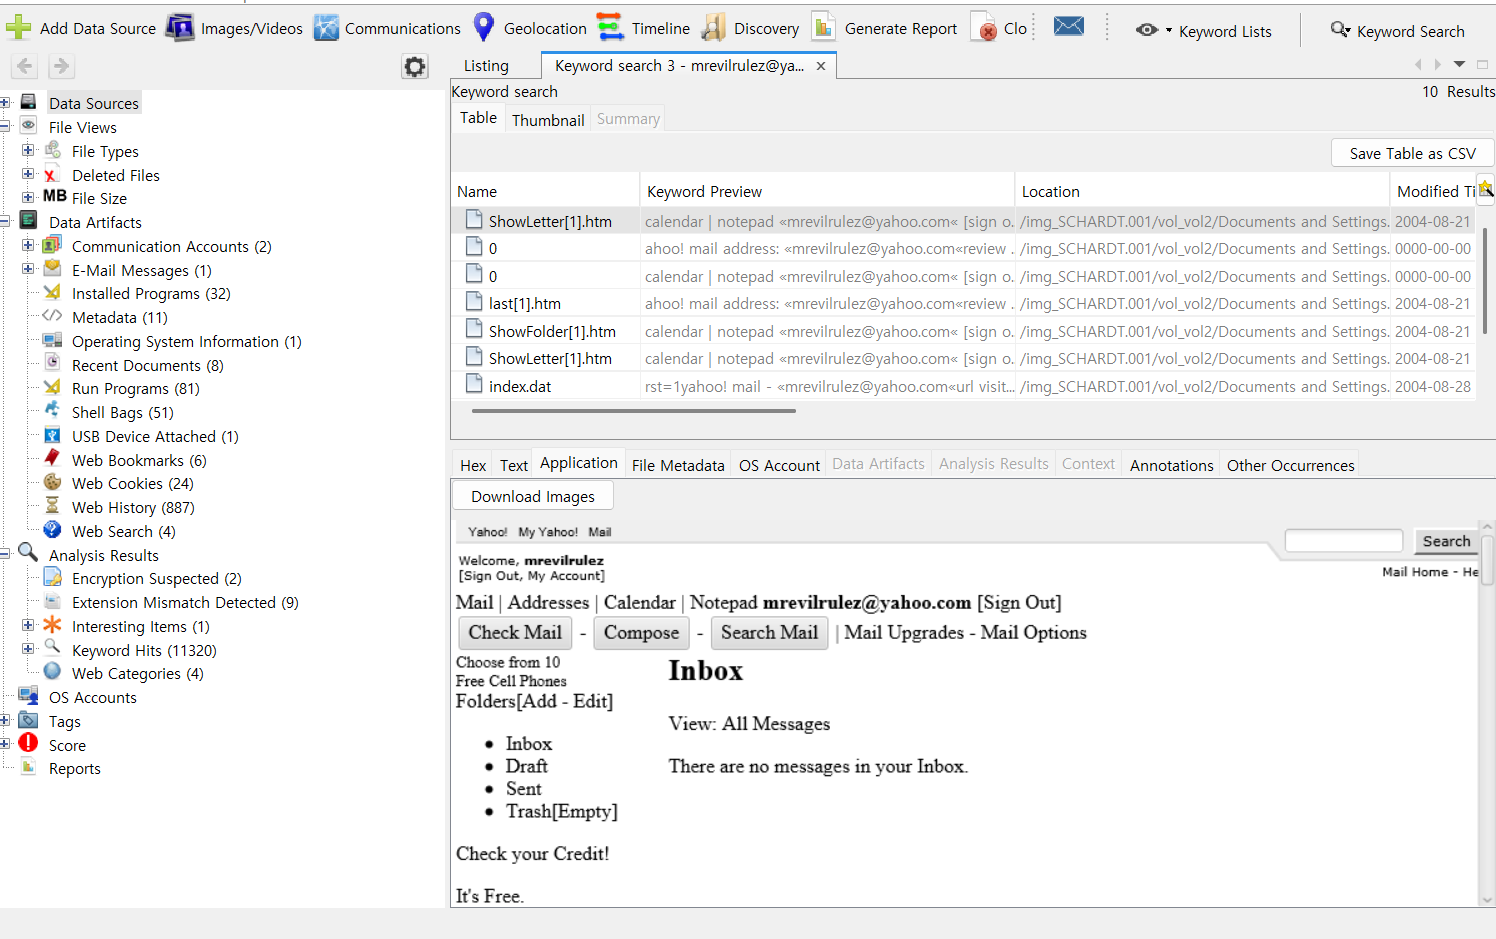 Add Data Source Images/Videos Communications Geolocation Timeline Discovery Generate Report Clo Keyword Lists Keyword Search
Listing Keyword search 3 - mrevilrulez@ya... ×
Keyword search 10 Results
Table Thumbnail Summary
Save Table as CSV
Name Keyword Preview Location Modified Ti
ShowLetter[1].htm calendar | notepad «mrevilrulez@yahoo.com« [sign o. /img_SCHARDT.001/vol_vol2/Documents and Settings. 2004-08-21
0 ahoo! mail address: «mrevilrulez@yahoo.com«review . /img_SCHARDT.001/vol_vol2/Documents and Settings. 0000-00-00
0 calendar | notepad «mrevilrulez@yahoo.com« [sign o. /img_SCHARDT.001/vol_vol2/Documents and Settings. 0000-00-00
last[1].htm ahoo! mail address: «mrevilrulez@yahoo.com«review . /img_SCHARDT.001/vol_vol2/Documents and Settings. 2004-08-21
ShowFolder[1].htm calendar | notepad «mrevilrulez@yahoo.com« [sign o. /img_SCHARDT.001/vol_vol2/Documents and Settings. 2004-08-21
ShowLetter[1].htm calendar | notepad «mrevilrulez@yahoo.com« [sign o. /img_SCHARDT.001/vol_vol2/Documents and Settings. 2004-08-21
index.dat rst=1yahoo! mail - «mrevilrulez@yahoo.com«url visit... /img_SCHARDT.001/vol_vol2/Documents and Settings. 2004-08-28
Data Sources
File Views
File Types
Deleted Files
MB File Size
Data Artifacts
Communication Accounts (2)
E-Mail Messages (1)
Installed Programs (32)
Metadata (11)
Operating System Information (1)
Recent Documents (8)
Run Programs (81)
Shell Bags (51)
USB Device Attached (1)
Web Bookmarks (6)
Web Cookies (24)
Web History (887)
Web Search (4)
Analysis Results
Encryption Suspected (2)
Extension Mismatch Detected (9)
Interesting Items (1)
Keyword Hits (11320)
Web Categories (4)
OS Accounts
Tags
Score
Reports
Hex Text Application File Metadata OS Account Data Artifacts Analysis Results Context Annotations Other Occurrences
Download Images
Yahoo! My Yahoo! Mail
Search
Welcome, mrevilrulez
[Sign Out, My Account]
Mail Home - He
Mail | Addresses | Calendar | Notepad mrevilrulez@yahoo.com [Sign Out]
Check Mail - Compose - Search Mail | Mail Upgrades - Mail Options
Choose from 10
Free Cell Phones
Folders[Add - Edit]
• Inbox
• Draft
• Sent
• Trash[Empty]
Check your Credit!
It's Free.
Inbox
View: All Messages
There are no messages in your Inbox.